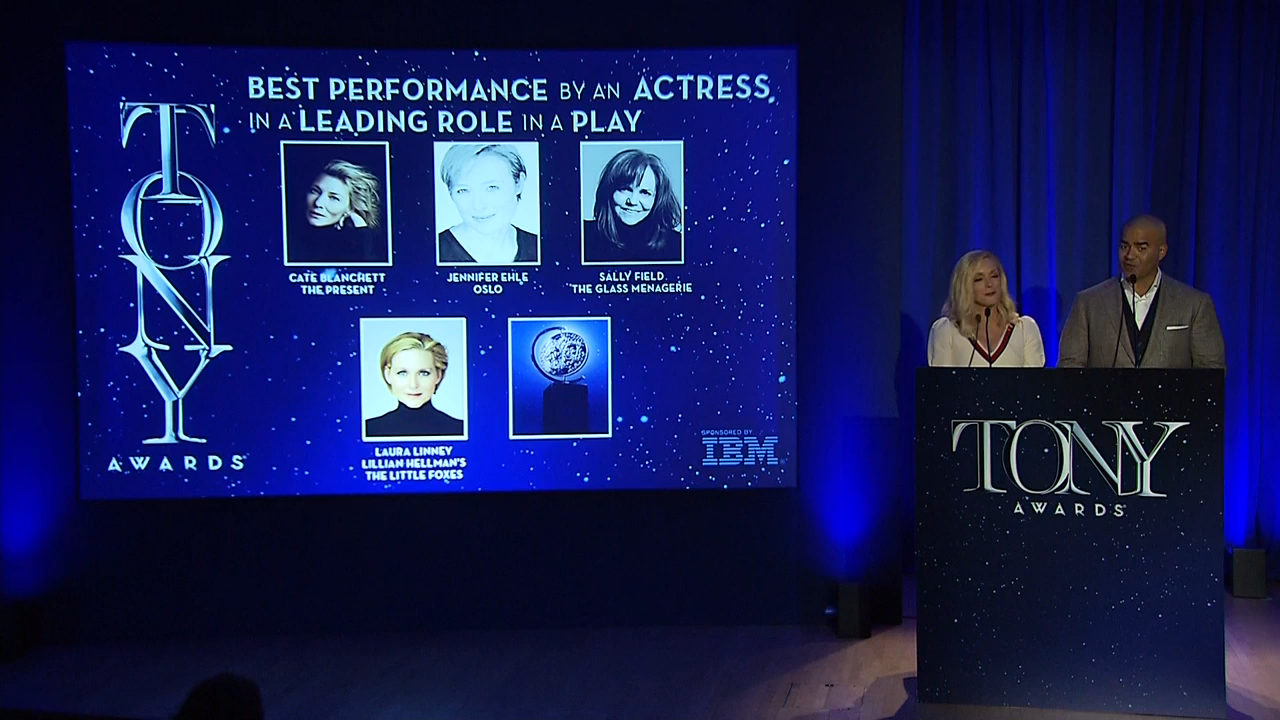 BEST PERFORMANCE BY AN ACTRESS
IN A LEADING ROLE IN A PLAY
TONY
AWARDS
CATE BLANCHETT
THE PRESENT
JENNIFER EHLE
OSLO
SALLY FIELD
THE GLASS MENAGERIE
LAURA LINNEY
LILLIAN HELLMAN'S
THE LITTLE FOXES
SPONSORED BY
IBM
TONY
AWARDS